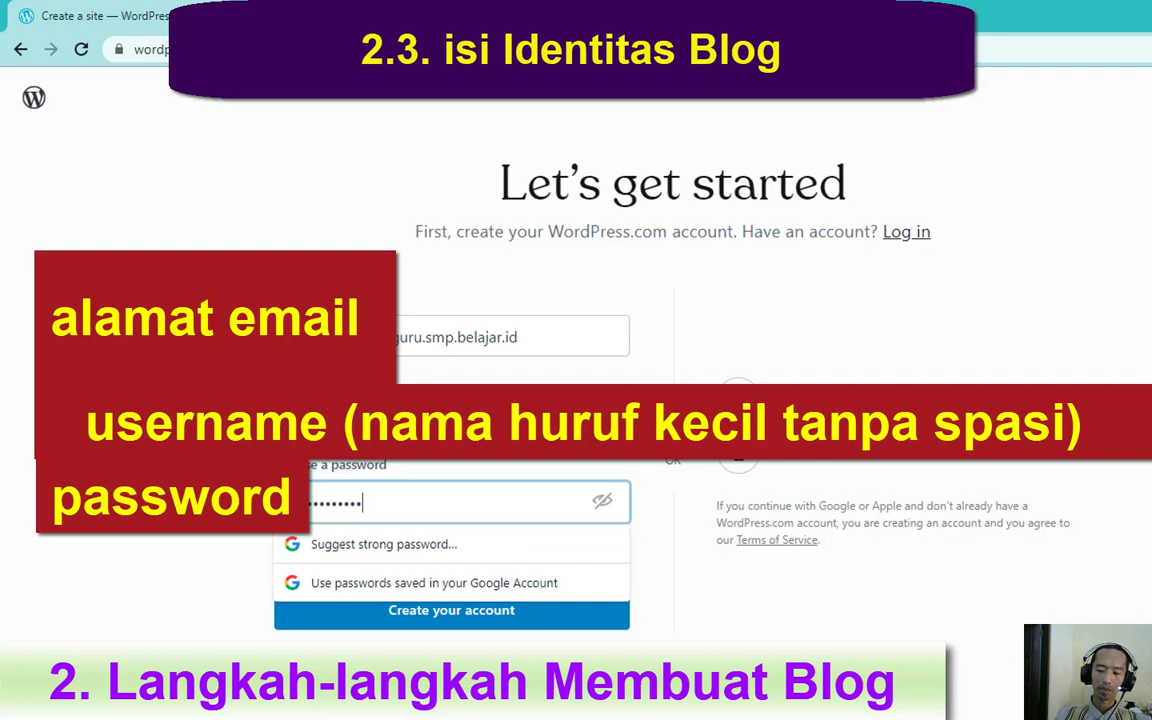 Create a site — WordPres
2.3. isi Identitas Blog
wordp
Let's get started
First, create your WordPress.com account. Have an account? Log in
alamat email
guru.smp.belajar.id
username (nama huruf kecil tanpa spasi)
e a password
OR
password
If you continue with Google or Apple and don't already have a
WordPress.com account, you are creating an account and you agree to
our Terms of Service.
Suggest strong password...
Use passwords saved in your Google Account
Create your account
2. Langkah-langkah Membuat Blog